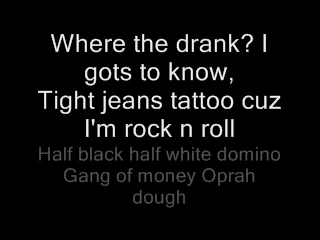 Where the drank? I
gots to know,
Tight jeans tattoo cuz
I'm rock n roll
Half black half white domino
Gang of money Oprah
dough